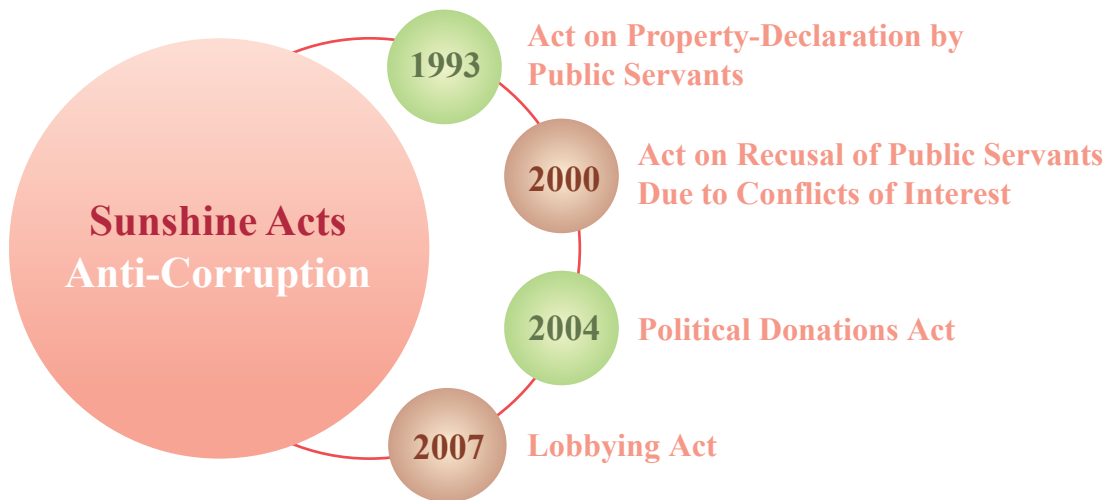 Sunshine Acts
Anti-Corruption
1993
Act on Property-Declaration by
Public Servants
2000
Act on Recusal of Public Servants
Due to Conflicts of Interest
2004
Political Donations Act
2007
Lobbying Act